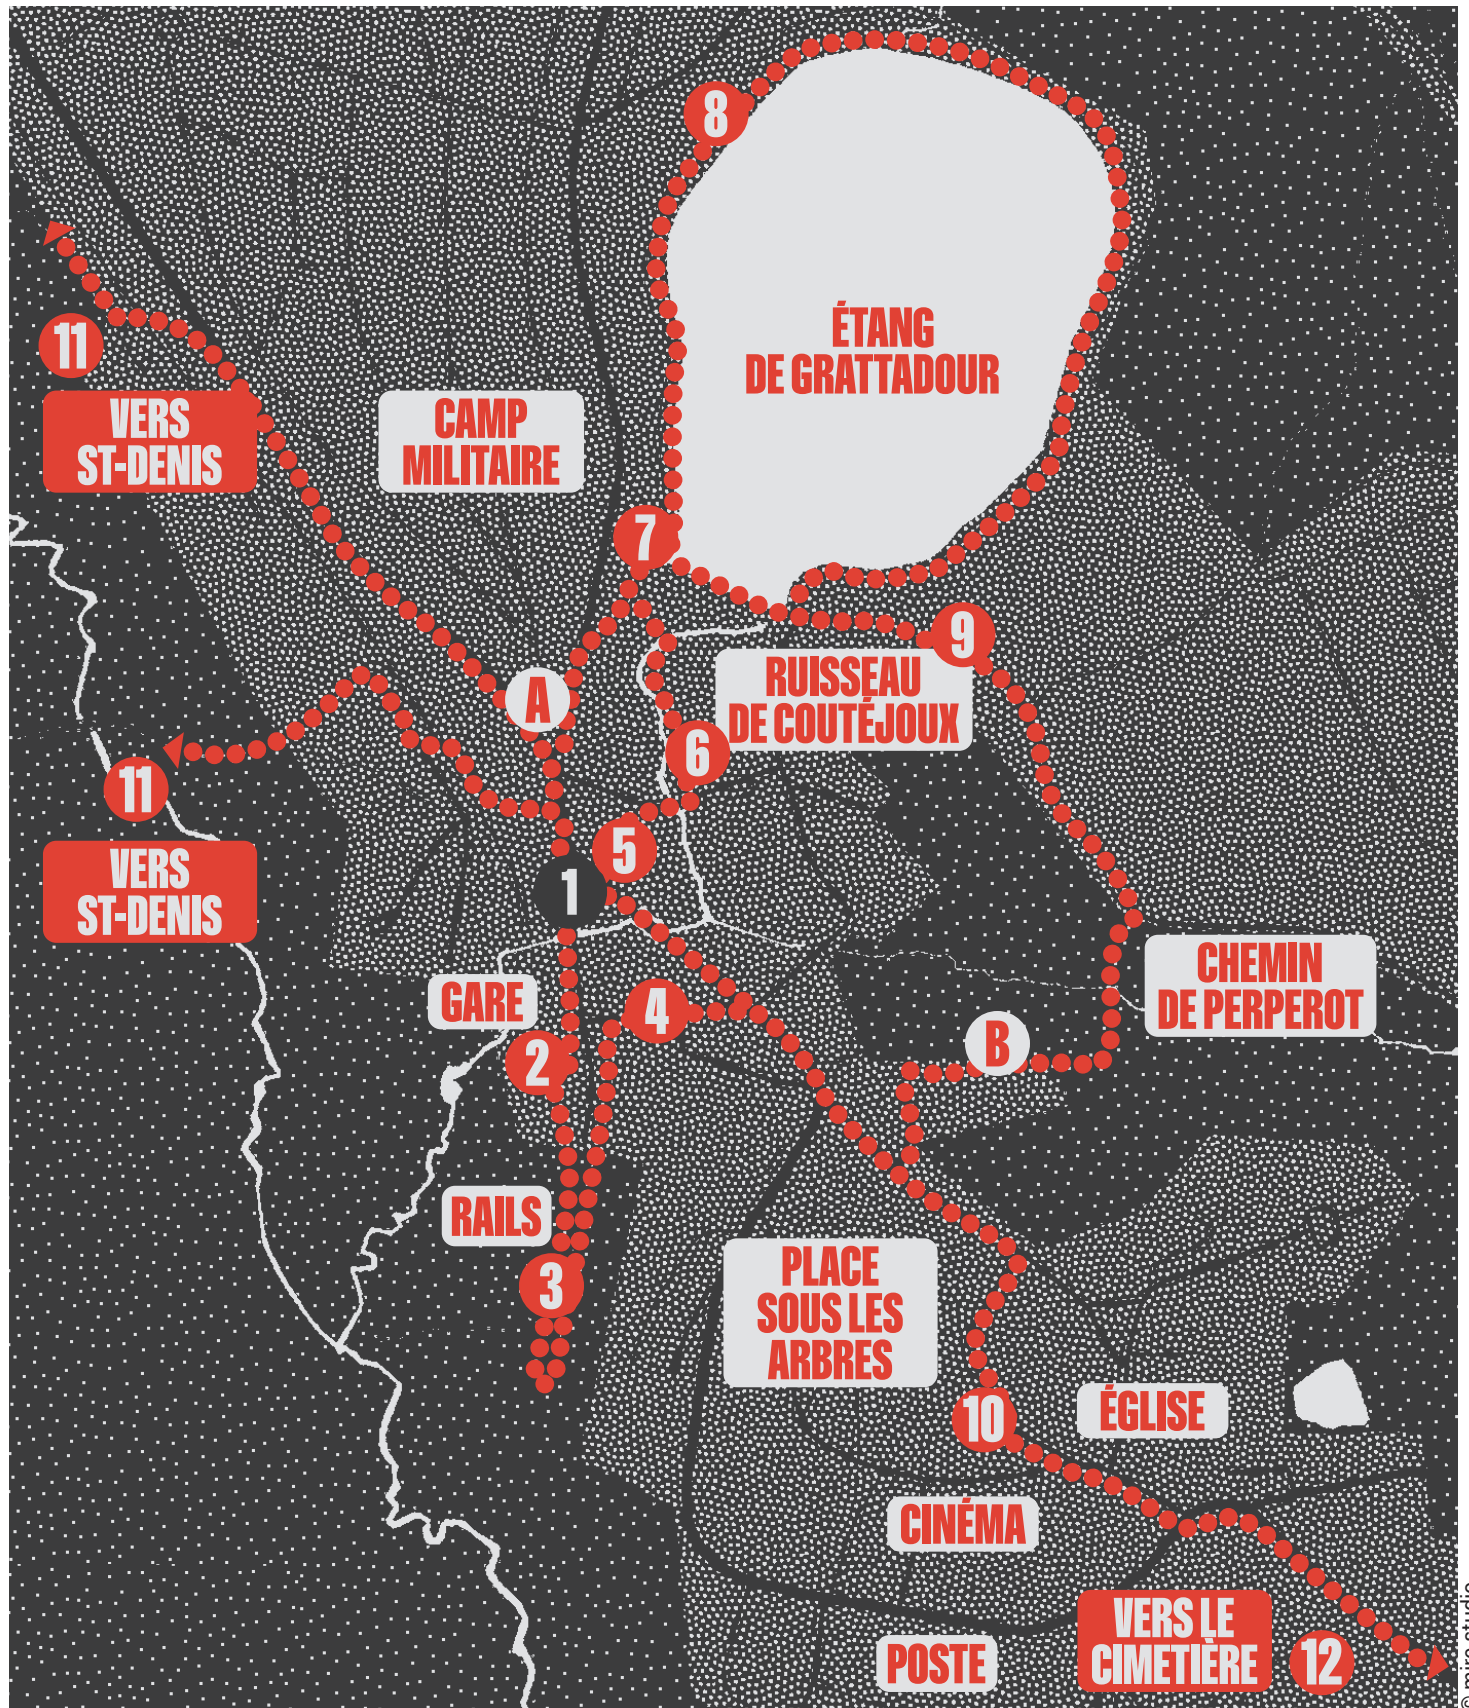 8
ÉTANG
DE GRATTADOUR
11
VERS
ST-DENIS
CAMP
MILITAIRE
7
9
A
RUISSEAU
DE COUTÉJOUX
6
11
5
VERS
ST-DENIS
1
CHEMIN
DE PERPEROT
GARE
4
B
2
RAILS
3
PLACE
SOUS LES
ARBRES
10
ÉGLISE
CINÉMA
VERS LE
CIMETIÈRE
12
POSTE